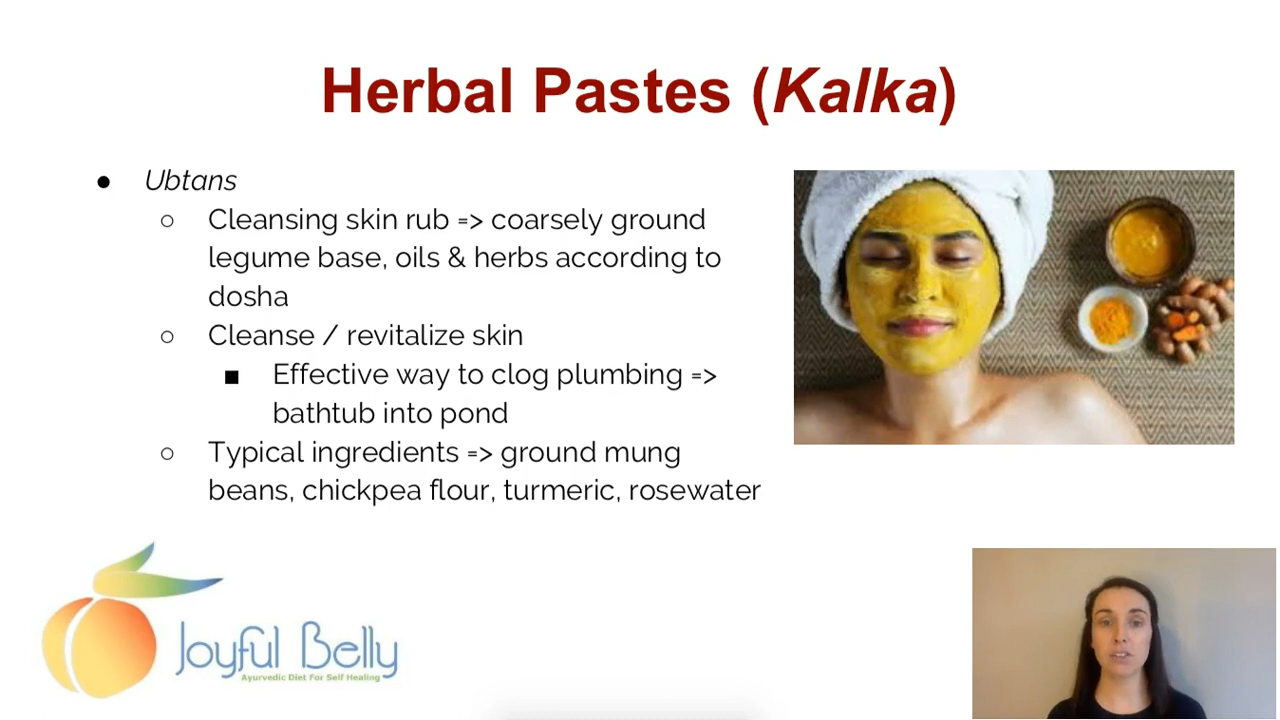 Herbal Pastes (Kalka)
● Ubtans
○ Cleansing skin rub => coarsely ground
legume base, oils & herbs according to
dosha
○ Cleanse / revitalize skin
■ Effective way to clog plumbing =>
bathtub into pond
○ Typical ingredients => ground mung
beans, chickpea flour, turmeric, rosewater
Joyful Belly
Ayurvedic Diet For Self Healing